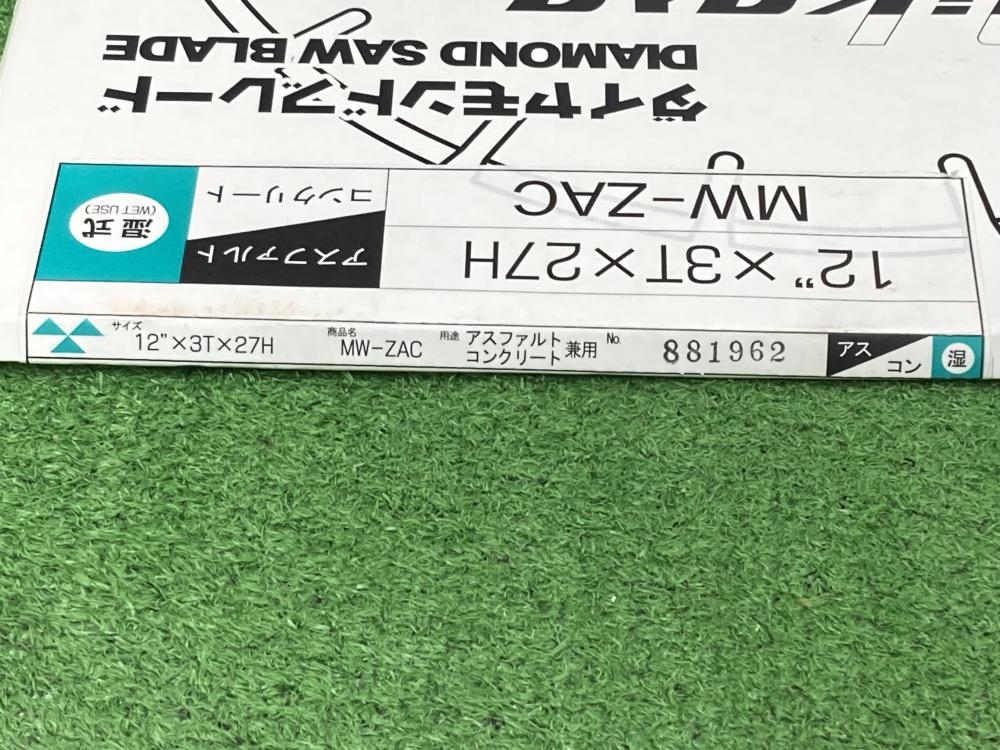 サイズ 12"×3T×27H 商品名 MW-ZAC 用途 アスファルト コンクリート 兼用 No. 881962 アス コン 湿
12"×3T×27H
MW-ZAC
アスファルト
コンクリート
湿式
(WET USE)
ダイヤモンドブレード
DIAMOND SAW BLADE